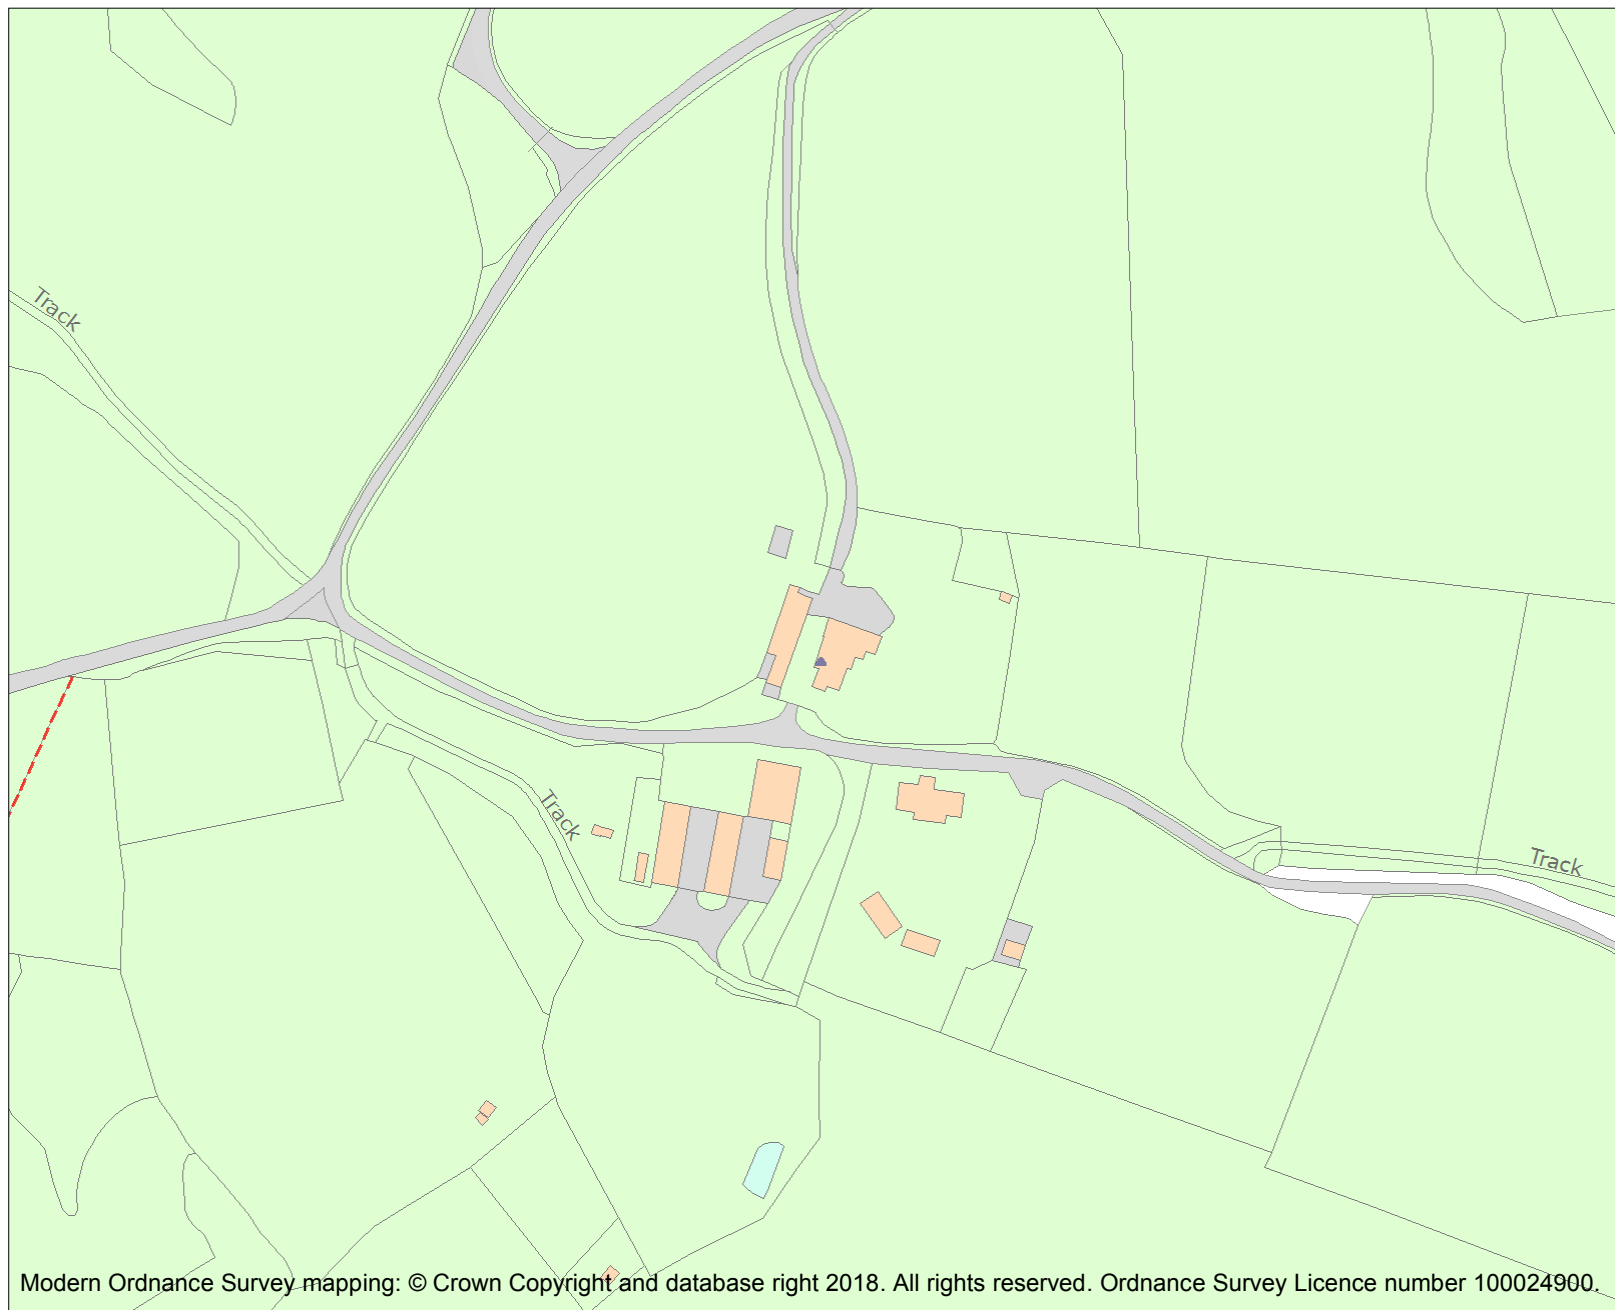 Track
Track
Track
Modern Ordnance Survey mapping: © Crown Copyright and database right 2018. All rights reserved. Ordnance Survey Licence number 100024900.